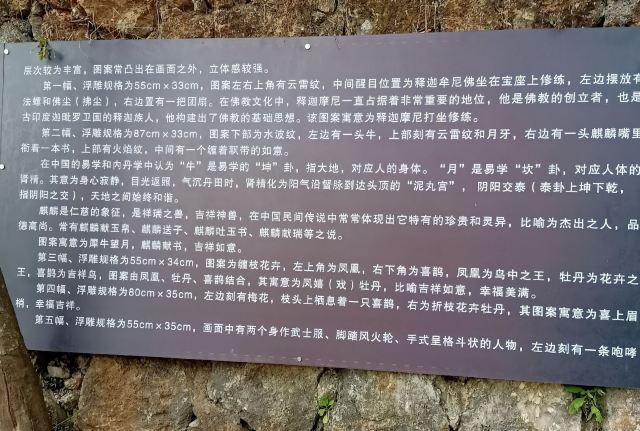 层次较为丰富，图案常凸出在画面之外，立体感较强。
第一幅、浮雕规格为55cm×33cm，图案左右上角有云雷纹，中间醒目位置为释迦牟尼佛坐在宝座上修练，左边摆放有
法螺和佛尘（拂尘），右边置有一把团扇。在佛教文化中，释迦摩尼一直占据着非常重要的地位，他是佛教的创立者，也是
古印度迦毗罗卫国的释迦族人，他构建出了佛教的基础思想。该图案寓意为释迦摩尼打坐修练。
第二幅、浮雕规格为87cm×33cm，图案下部为水波纹，左边有一头牛，上部刻有云雷纹和月牙，右边有一头麒麟嘴里
衔着一本书，上部有火焰纹，中间有一个缠着飘带的如意。
在中国的易学和内丹学中认为“牛”是易学的“坤”卦，指大地，对应人的身体。“月”是易学“坎”卦，对应人体的
肾精。其意为身心寂静，目光返照，气沉丹田时，肾精化为阳气沿督脉到达头顶的“泥丸宫”，阴阳交泰（泰卦上坤下乾，
指阴阳之交），天地之间始终和谐。
麒麟是仁慈的象征，是祥瑞之兽，吉祥神兽，在中国民间传说中常常体现出它特有的珍贵和灵异，比喻为杰出之人，品
德高尚。常有麒麟献玉帛、麒麟送子、麒麟吐玉书、麒麟献瑞等之说。
图案寓意为犀牛望月，麒麟献书，吉祥如意。
第三幅、浮雕规格为55cm×34cm，图案为缠枝花卉，左上角为凤凰，右下角为喜鹊，凤凰为鸟中之王，牡丹为花卉之
王，喜鹊为吉祥鸟，图案由凤凰、牡丹、喜鹊结合，其寓意为凤嬉（戏）牡丹，比喻吉祥如意，幸福美满。
第四幅、浮雕规格为80cm×35cm，左边刻有梅花，枝头上栖息着一只喜鹊，右为折枝花卉牡丹，其图案寓意为喜上眉
梢，幸福吉祥。
第五幅、浮雕规格为55cm×35cm，画面中有两个身作武士服、脚踏风火轮、手式呈格斗状的人物，左边刻有一条咆哮